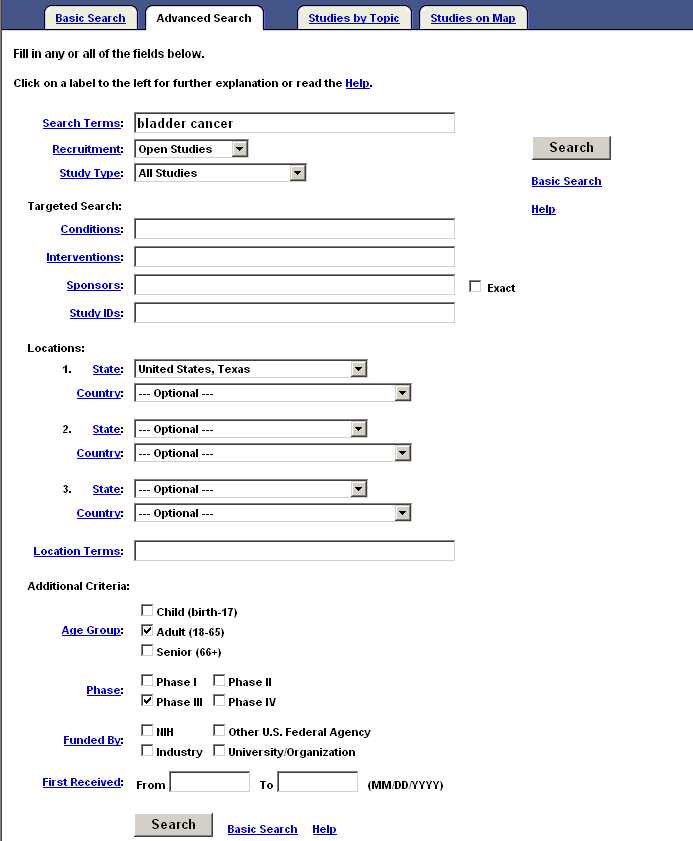 Basic Search Advanced Search Studies by Topic Studies on Map
Fill in any or all of the fields below.
Click on a label to the left for further explanation or read the Help.
Search Terms: bladder cancer
Recruitment: Open Studies
Search
Study Type: All Studies
Basic Search
Targeted Search:
Help
Conditions:
Interventions:
Sponsors: Exact
Study IDs:
Locations:
1. State: United States, Texas
Country: --- Optional ---
2. State: --- Optional ---
Country: --- Optional ---
3. State: --- Optional ---
Country: --- Optional ---
Location Terms:
Additional Criteria:
Child (birth-17)
Age Group: Adult (18-65)
Senior (66+)
Phase I Phase II
Phase:
Phase III Phase IV
NIH Other U.S. Federal Agency
Funded By:
Industry University/Organization
First Received: From To (MM/DD/YYYY)
Search Basic Search Help